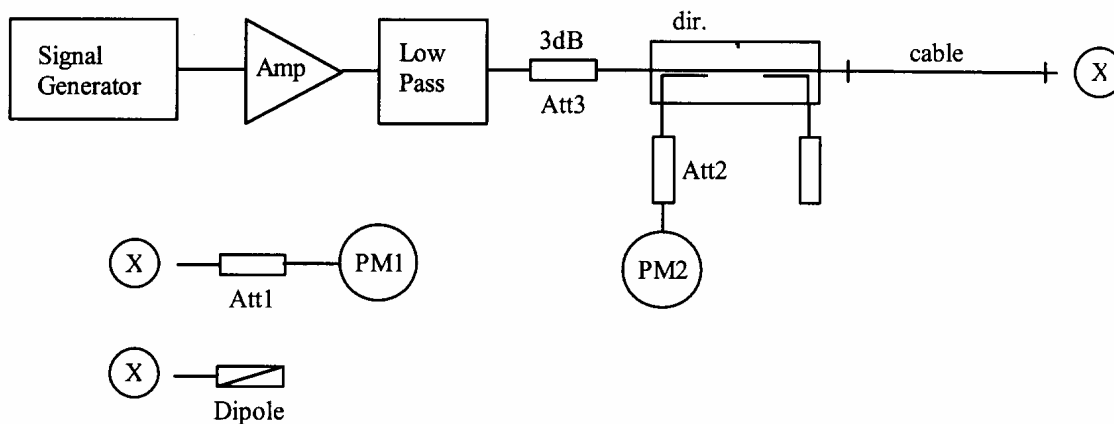 dir.
Signal
Generator
Amp
Low
Pass
3dB
Att3
cable
X
Att2
PM2
X
Att1
PM1
X
Dipole